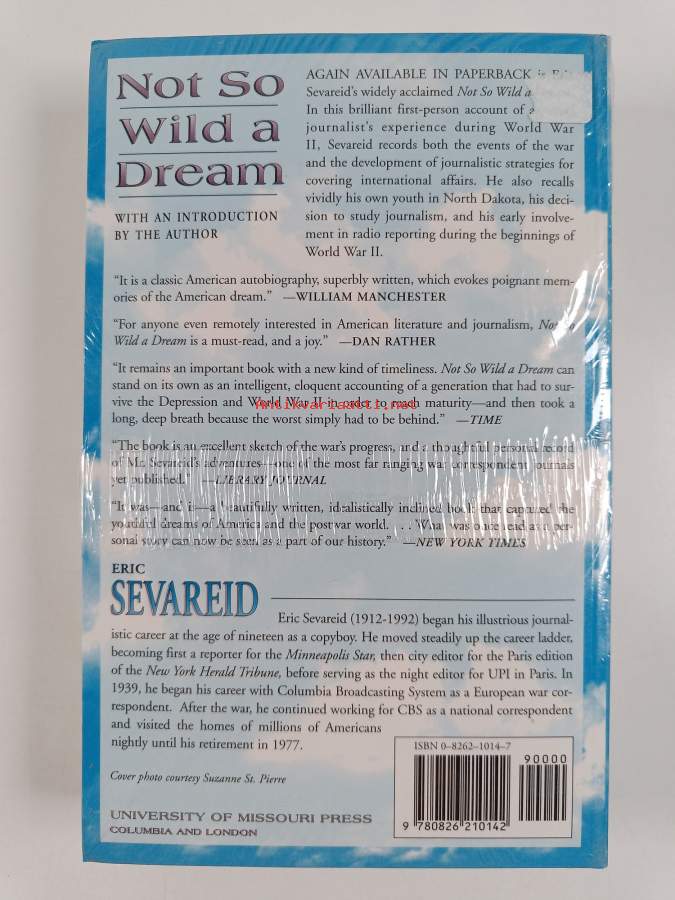 Not So
Wild a
Dream
WITH AN INTRODUCTION
BY THE AUTHOR
AGAIN AVAILABLE IN PAPERBACK
Sevareid's widely acclaimed Not So Wild a
In this brilliant first-person account of a
journalist's experience during World War
II, Sevareid records both the events of the war
and the development of journalistic strategies for
covering international affairs. He also recalls
vividly his own youth in North Dakota, his deci-
sion to study journalism, and his early involve-
ment in radio reporting during the beginnings of
World War II.
“It is a classic American autobiography, superbly written, which evokes poignant mem-
ories of the American dream.” —WILLIAM MANCHESTER
“For anyone even remotely interested in American literature and journalism, Not So
Wild a Dream is a must-read, and a joy.” —DAN RATHER
“It remains an important book with a new kind of timeliness. Not So Wild a Dream can
stand on its own as an intelligent, eloquent accounting of a generation that had to sur-
vive the Depression and World War II in order to reach maturity—and then took a
long, deep breath because the worst simply had to be behind.” —TIME
antikvariaatti.net
“The book is an excellent sketch of the war's progress, and a thoughtful personal record
of Mr. Sevareid's adventures—one of the most far ranging war correspondent journals
yet published.” —LIBRARY JOURNAL
“It was—and is—a beautifully written, idealistically inclined book that captured the
youthful dreams of America and the postwar world. . . . What was once read as a per-
sonal story can now be seen as a part of our history.” —NEW YORK TIMES
ERIC
SEVAREID
Eric Sevareid (1912-1992) began his illustrious journal-
istic career at the age of nineteen as a copyboy. He moved steadily up the career ladder,
becoming first a reporter for the Minneapolis Star, then city editor for the Paris edition
of the New York Herald Tribune, before serving as the night editor for UPI in Paris. In
1939, he began his career with Columbia Broadcasting System as a European war cor-
respondent. After the war, he continued working for CBS as a national correspondent
and visited the homes of millions of Americans
nightly until his retirement in 1977.
Cover photo courtesy Suzanne St. Pierre
UNIVERSITY OF MISSOURI PRESS
COLUMBIA AND LONDON
ISBN 0-8262-1014-7
90000
9 780826 210142